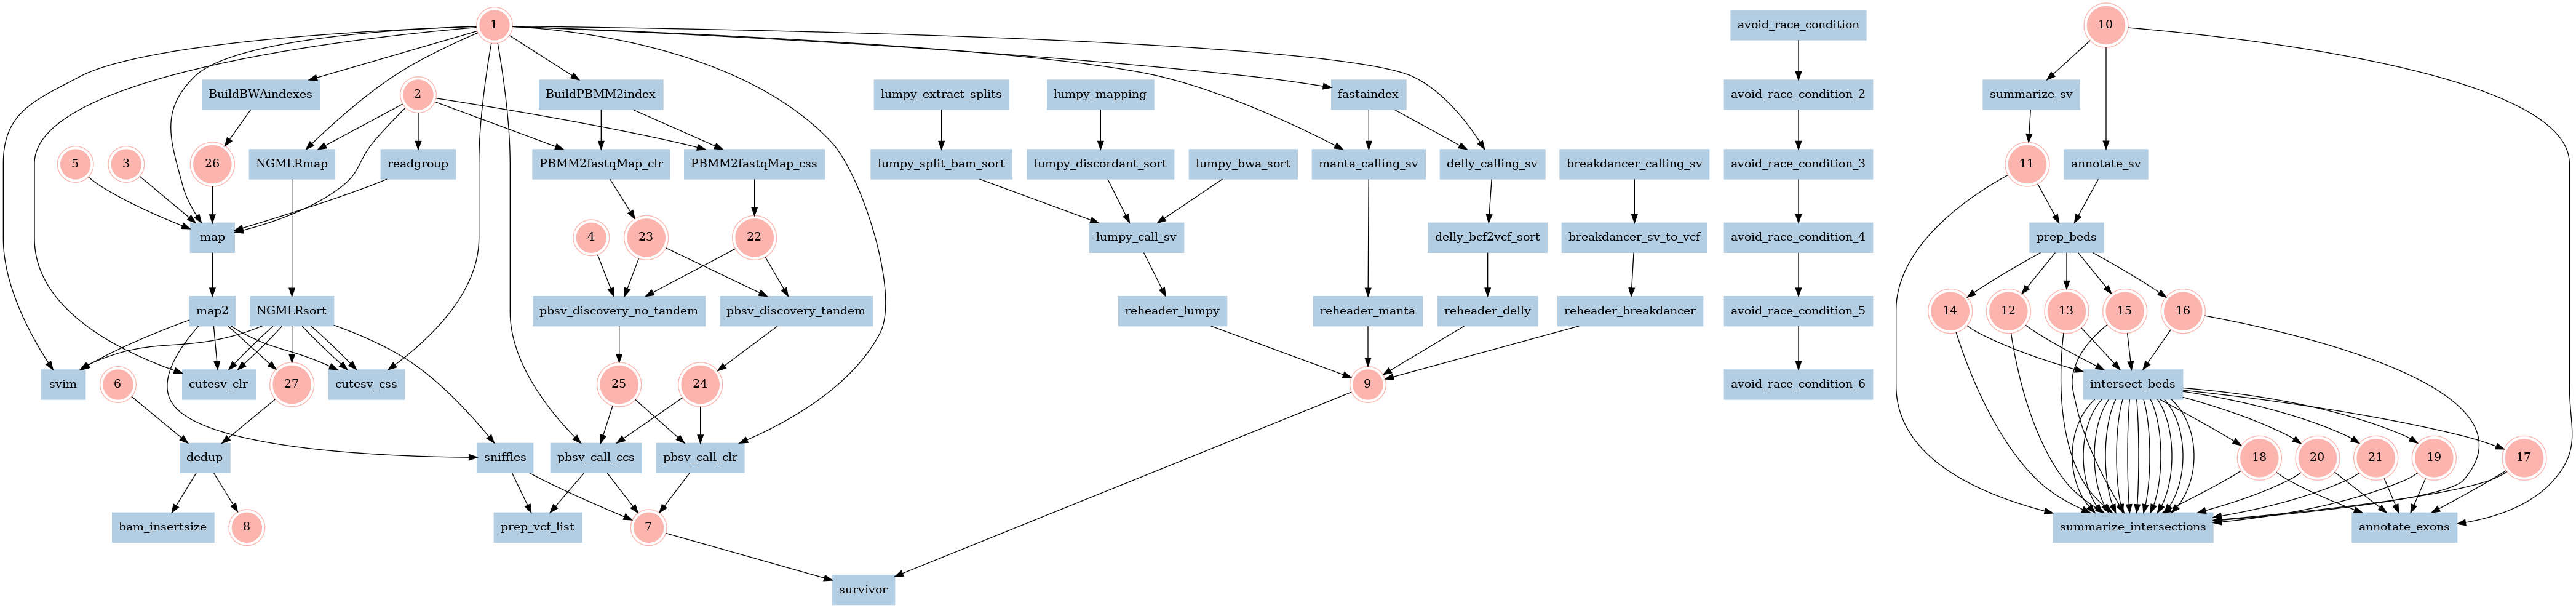 1
avoid_race_condition
10
BuildBWAindexes
2
BuildPBMM2index
lumpy_extract_splits
lumpy_mapping
fastaindex
avoid_race_condition_2
summarize_sv
5
3
26
NGMLRmap
readgroup
PBMM2fastqMap_clr
PBMM2fastqMap_css
lumpy_split_bam_sort
lumpy_discordant_sort
lumpy_bwa_sort
manta_calling_sv
delly_calling_sv
breakdancer_calling_sv
avoid_race_condition_3
11
annotate_sv
map
4
23
22
lumpy_call_sv
delly_bcf2vcf_sort
breakdancer_sv_to_vcf
avoid_race_condition_4
prep_beds
map2
NGMLRsort
pbsv_discovery_no_tandem
pbsv_discovery_tandem
reheader_lumpy
reheader_manta
reheader_delly
reheader_breakdancer
avoid_race_condition_5
14
12
13
15
16
svim
6
cutesv_clr
27
cutesv_css
25
24
9
avoid_race_condition_6
intersect_beds
dedup
sniffles
pbsv_call_ccs
pbsv_call_clr
18
20
21
19
17
bam_insertsize
8
prep_vcf_list
7
summarize_intersections
annotate_exons
survivor